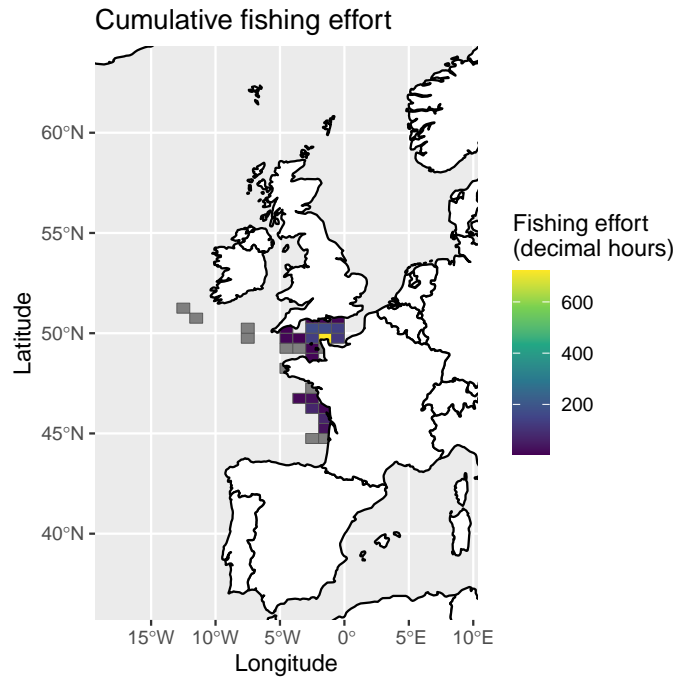 Cumulative fishing effort
60°N
55°N
50°N
45°N
40°N
15°W 10°W 5°W 0° 5°E 10°E
Longitude
Latitude
Fishing effort
(decimal hours)
600
400
200